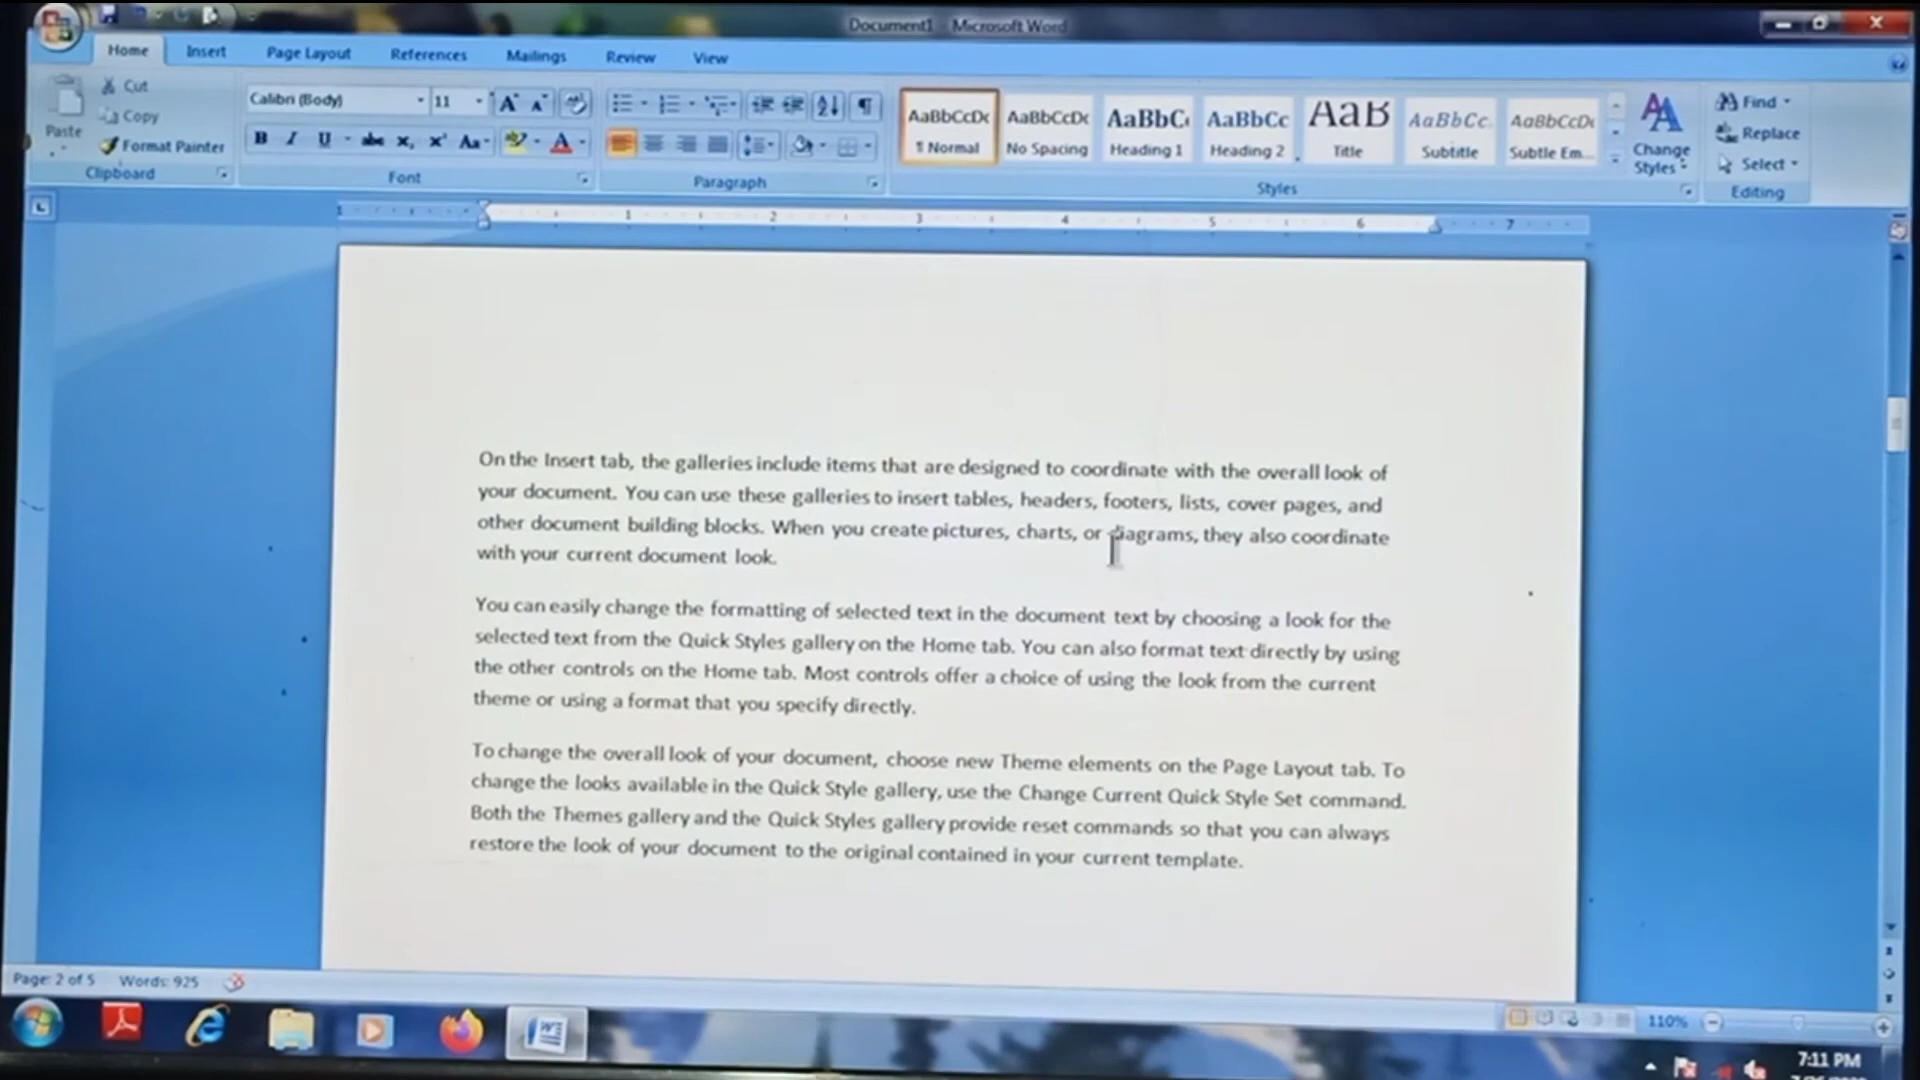 Document1 - Microsoft Word
Home Insert Page Layout References Mailings Review View
Paste
Cut
Copy
Format Painter
Clipboard
Calibri (Body) 11
B I U abc x, x² Aa A
Font
Paragraph
AaBbCcDc AaBbCcDc AaBbC AaBbCc AaB AaBbCc. AaBbCcDc
¶ Normal No Spacing Heading 1 Heading 2 Title Subtitle Subtle Em...
Styles
Change
Styles
Find
Replace
Select
Editing
1 1 2 3 4 5 6 7
On the Insert tab, the galleries include items that are designed to coordinate with the overall look of
your document. You can use these galleries to insert tables, headers, footers, lists, cover pages, and
other document building blocks. When you create pictures, charts, or diagrams, they also coordinate
with your current document look.
You can easily change the formatting of selected text in the document text by choosing a look for the
selected text from the Quick Styles gallery on the Home tab. You can also format text directly by using
the other controls on the Home tab. Most controls offer a choice of using the look from the current
theme or using a format that you specify directly.
To change the overall look of your document, choose new Theme elements on the Page Layout tab. To
change the looks available in the Quick Style gallery, use the Change Current Quick Style Set command.
Both the Themes gallery and the Quick Styles gallery provide reset commands so that you can always
restore the look of your document to the original contained in your current template.
Page: 2 of 5 Words: 925
110%
7:11 PM